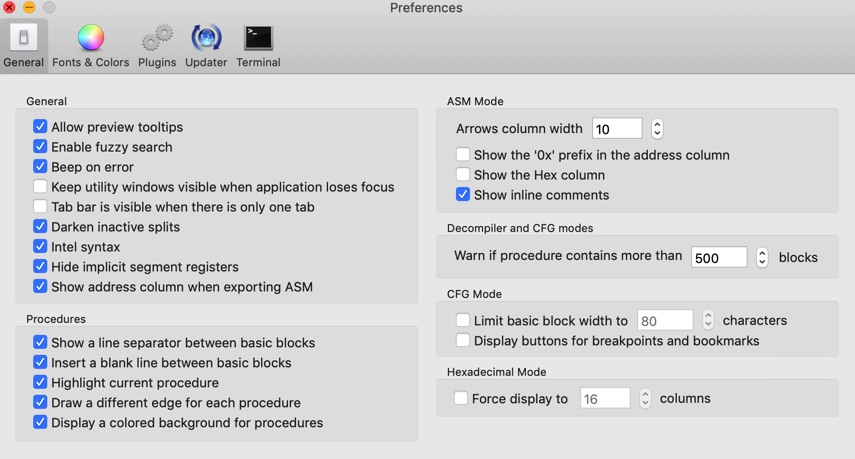 Preferences
General
Fonts & Colors
Plugins
Updater
Terminal
General
Allow preview tooltips
Enable fuzzy search
Beep on error
Keep utility windows visible when application loses focus
Tab bar is visible when there is only one tab
Darken inactive splits
Intel syntax
Hide implicit segment registers
Show address column when exporting ASM
Procedures
Show a line separator between basic blocks
Insert a blank line between basic blocks
Highlight current procedure
Draw a different edge for each procedure
Display a colored background for procedures
ASM Mode
Arrows column width 10
Show the '0x' prefix in the address column
Show the Hex column
Show inline comments
Decompiler and CFG modes
Warn if procedure contains more than 500 blocks
CFG Mode
Limit basic block width to 80 characters
Display buttons for breakpoints and bookmarks
Hexadecimal Mode
Force display to 16 columns